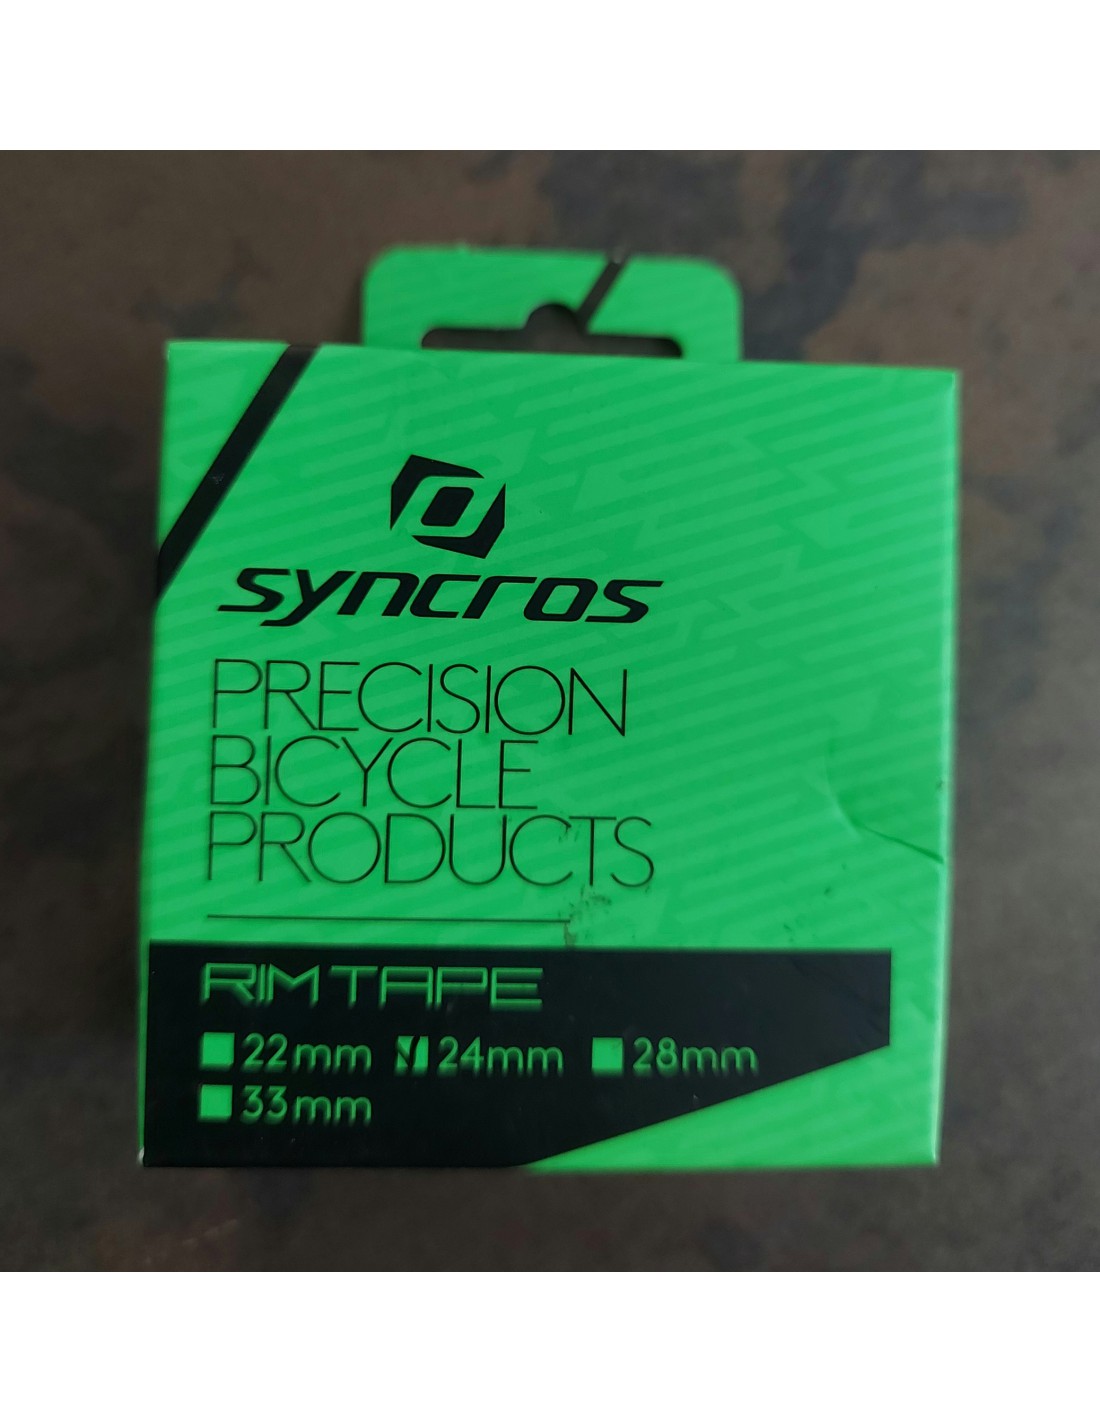 syncros
PRECISION
BICYCLE
PRODUCTS
RIM TAPE
22mm 24mm 28mm
33mm